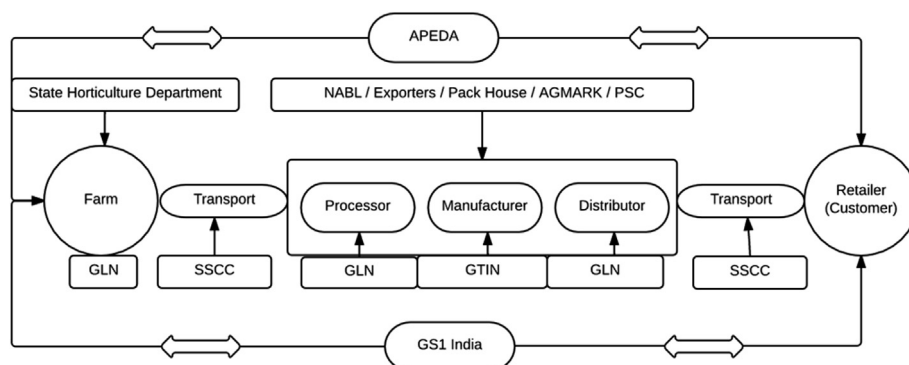 APEDA
State Horticulture Department
NABL / Exporters / Pack House / AGMARK / PSC
Farm
Transport
Processor
Manufacturer
Distributor
Transport
Retailer
(Customer)
GLN
SSCC
GLN
GTIN
GLN
SSCC
GS1 India